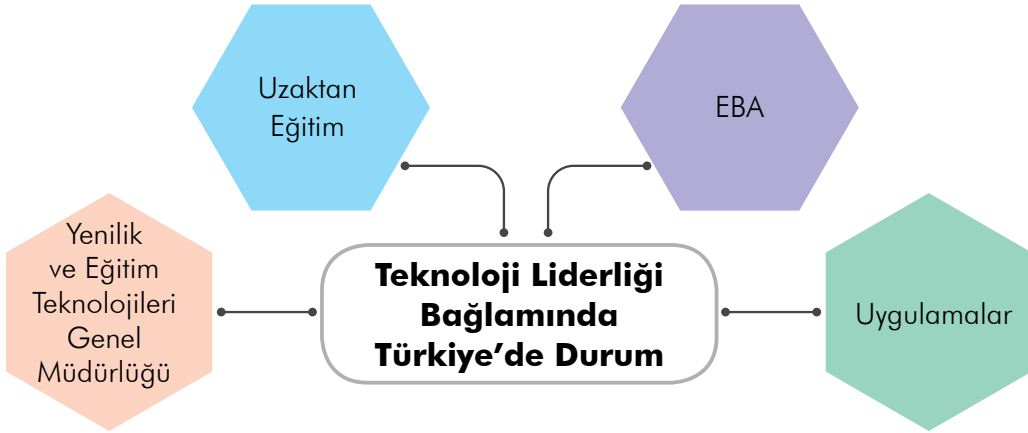 Uzaktan
Eğitim
EBA
Yenilik
ve Eğitim
Teknolojileri
Genel
Müdürlüğü
Teknoloji Liderliği
Bağlamında
Türkiye’de Durum
Uygulamalar